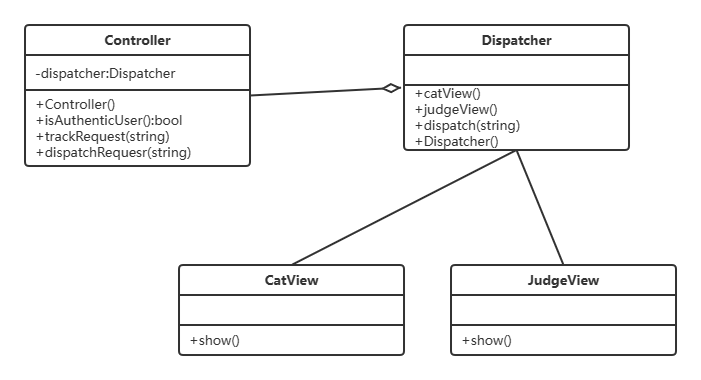 Controller
-dispatcher:Dispatcher
+Controller()
+isAuthenticUser():bool
+trackRequest(string)
+dispatchRequesr(string)
Dispatcher
+catView()
+judgeView()
+dispatch(string)
+Dispatcher()
CatView
+show()
JudgeView
+show()